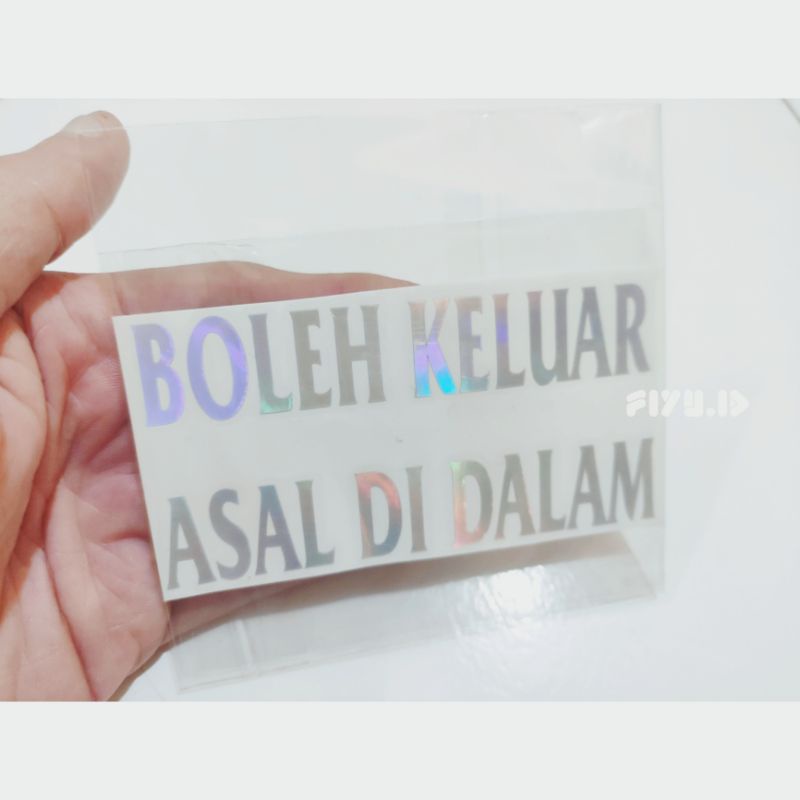 BOLEH KELUAR
FIYU.ID
ASAL DI DALAM